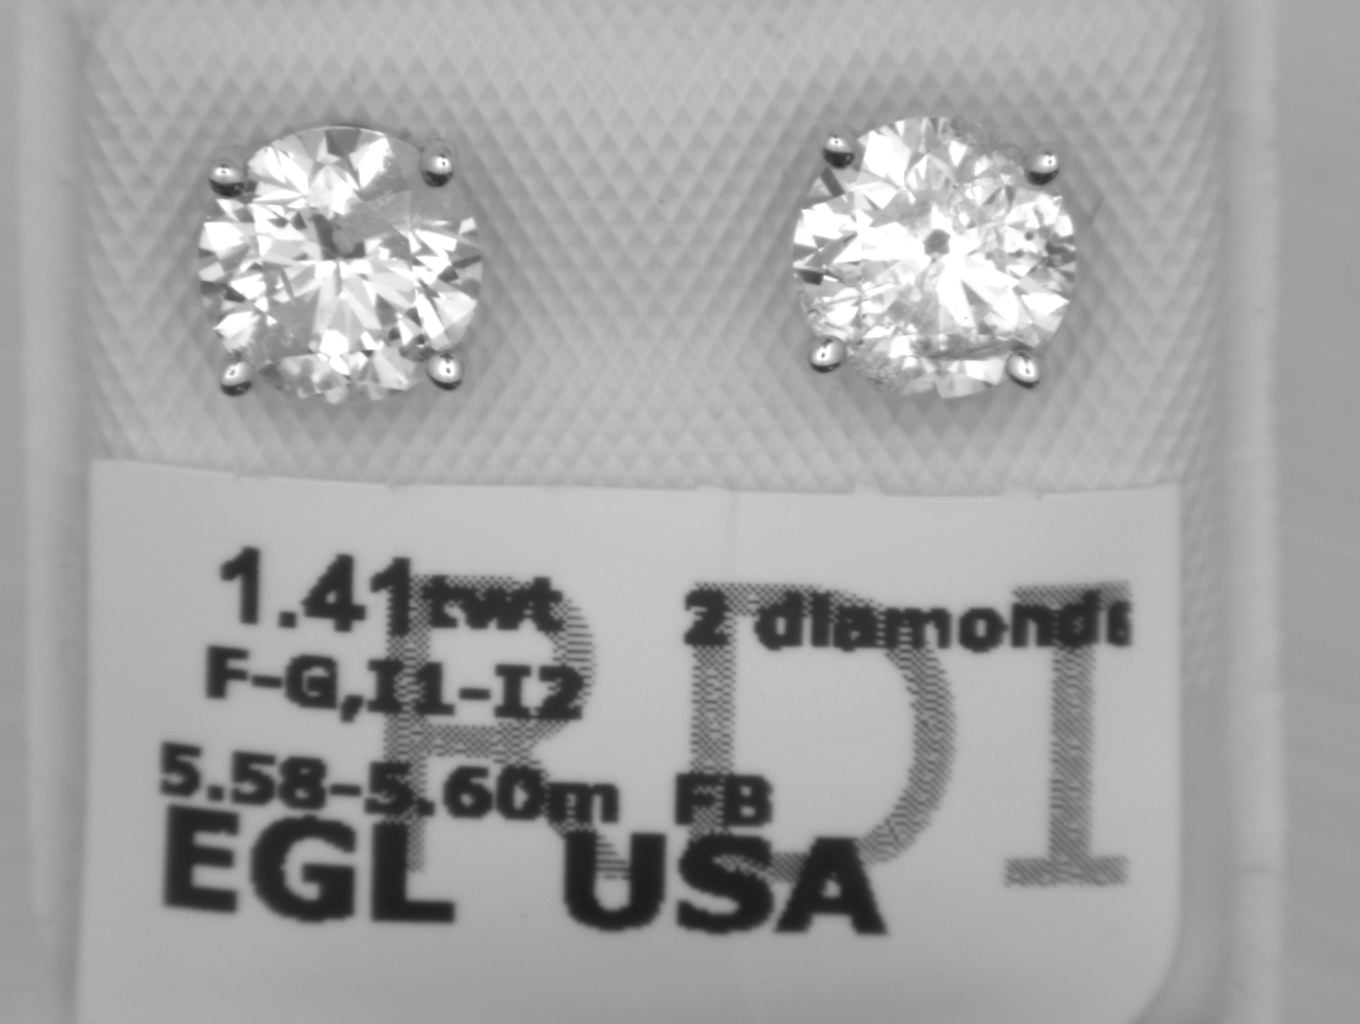 1.41twt 2 diamonds
F-G,I1-I2
5.58-5.60m FB
EGL USA
RDI